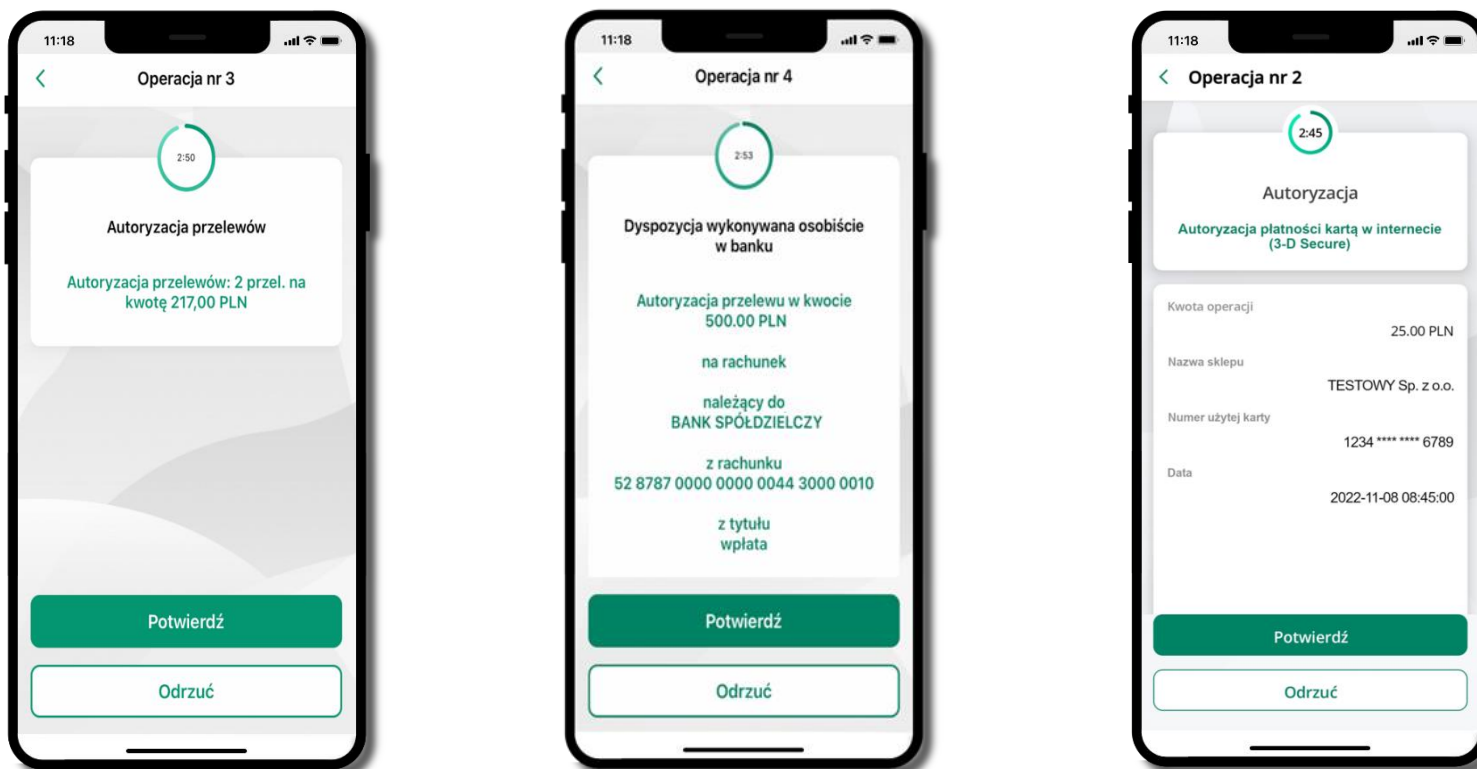 11:18
Operacja nr 3
2:50
Autoryzacja przelewów
Autoryzacja przelewów: 2 przel. na
kwotę 217,00 PLN
Potwierdź
Odrzuć
11:18
Operacja nr 4
2:53
Dyspozycja wykonywana osobiście
w banku
Autoryzacja przelewu w kwocie
500.00 PLN
na rachunek
należący do
BANK SPÓŁDZIELCZY
z rachunku
52 8787 0000 0000 0044 3000 0010
z tytułu
wpłata
Potwierdź
Odrzuć
11:18
Operacja nr 2
2:45
Autoryzacja
Autoryzacja płatności kartą w internecie
(3-D Secure)
Kwota operacji
25.00 PLN
Nazwa sklepu
TESTOWY Sp. z o.o.
Numer użytej karty
1234 **** **** 6789
Data
2022-11-08 08:45:00
Potwierdź
Odrzuć